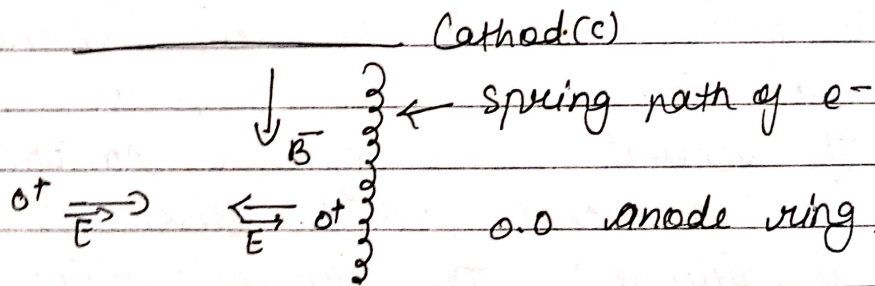 Cathod.(c)
← spring path of e-
B
o+ E E o+ o.o anode ring